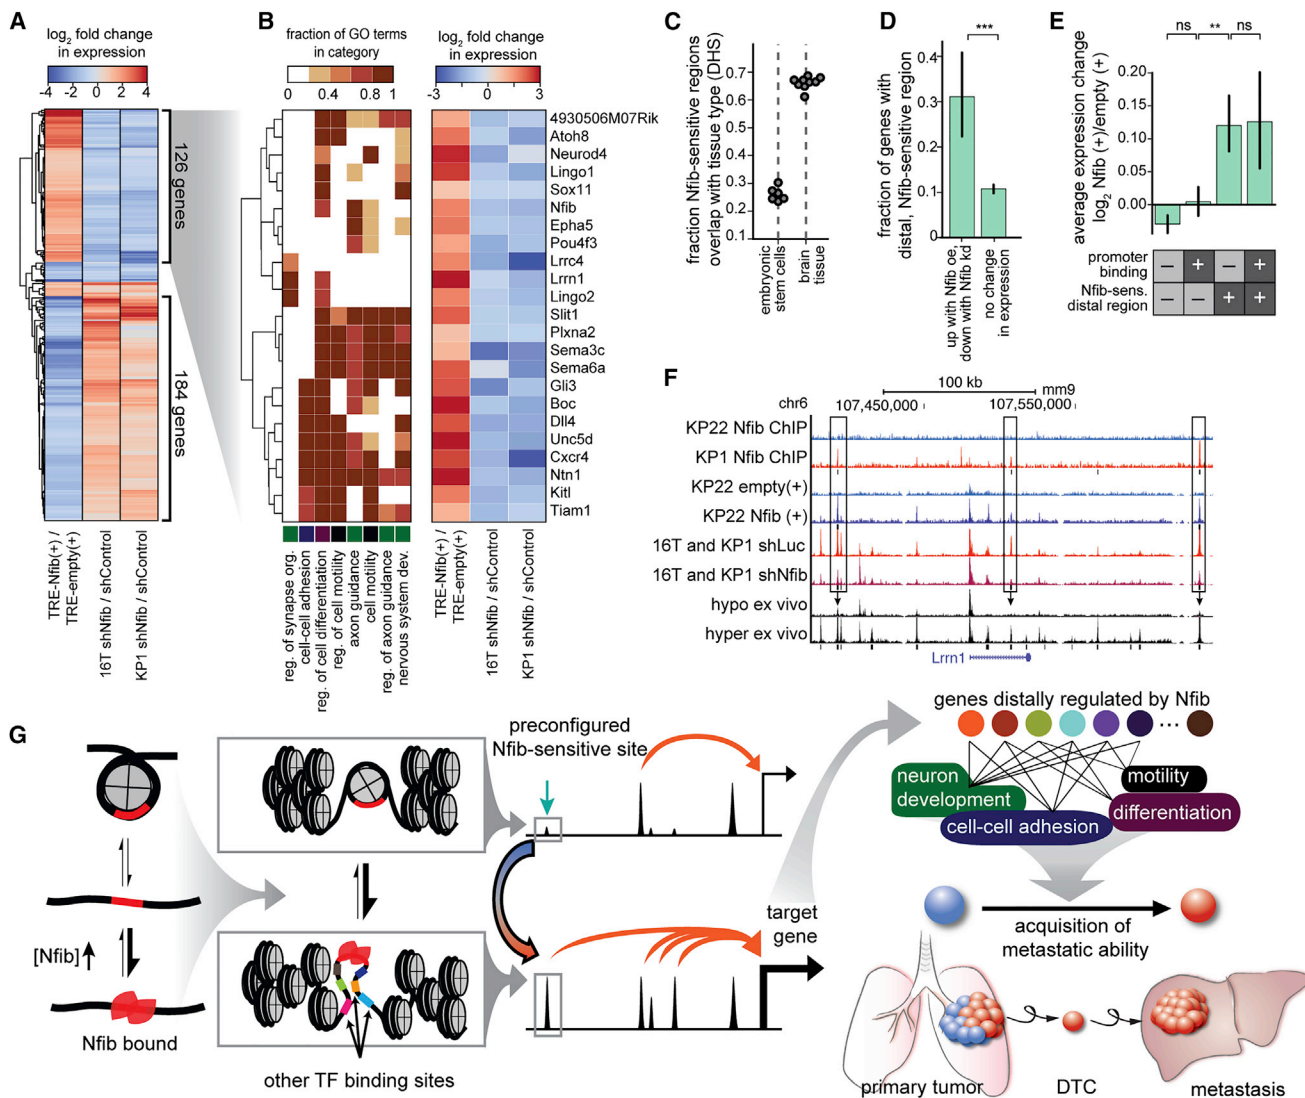 A
log2 fold change
in expression
-4 -2 0 2 4
126 genes
184 genes
TRE-Nfib(+) /
TRE-empty(+)
16T shNfib / shControl
KP1 shNfib / shControl
B
fraction of GO terms
in category
0 0.4 0.8 1
log2 fold change
in expression
-3 0 3
4930506M07Rik
Atoh8
Neurod4
Lingo1
Sox11
Nfib
Epha5
Pou4f3
Lrrc4
Lrrn1
Lingo2
Slit1
Plxna2
Sema3c
Sema6a
Gli3
Boc
Dll4
Unc5d
Cxcr4
Ntn1
Kitl
Tiam1
reg. of synapse org.
cell-cell adhesion
reg. of cell differentiation
reg. of cell motility
axon guidance
cell motility
reg. of axon guidance
nervous system dev.
TRE-Nfib(+) /
TRE-empty(+)
16T shNfib / shControl
KP1 shNfib / shControl
C
fraction Nfib-sensitive regions
overlap with tissue type (DHS)
0.7
0.6
0.5
0.4
0.3
0.2
0.1
embryonic
stem cells
brain
tissue
D
***
fraction of genes with
distal, Nfib-sensitive region
0.4
0.3
0.2
0.1
0
up with Nfib oe,
down with Nfib kd
no change
in expression
E
ns ** ns
average expression change
log2 Nfib (+)/empty (+)
0.20
0.15
0.10
0.05
0.00
promoter
binding
− + − +
Nfib-sens.
distal region
− − + +
F
100 kb mm9
chr6 107,450,000 107,550,000
KP22 Nfib ChIP
KP1 Nfib ChIP
KP22 empty(+)
KP22 Nfib (+)
16T and KP1 shLuc
16T and KP1 shNfib
hypo ex vivo
hyper ex vivo
Lrrn1
G
[Nfib]
Nfib bound
other TF binding sites
preconfigured
Nfib-sensitive site
target
gene
genes distally regulated by Nfib
...
neuron
development
motility
differentiation
cell-cell adhesion
acquisition of
metastatic ability
primary tumor
DTC
metastasis